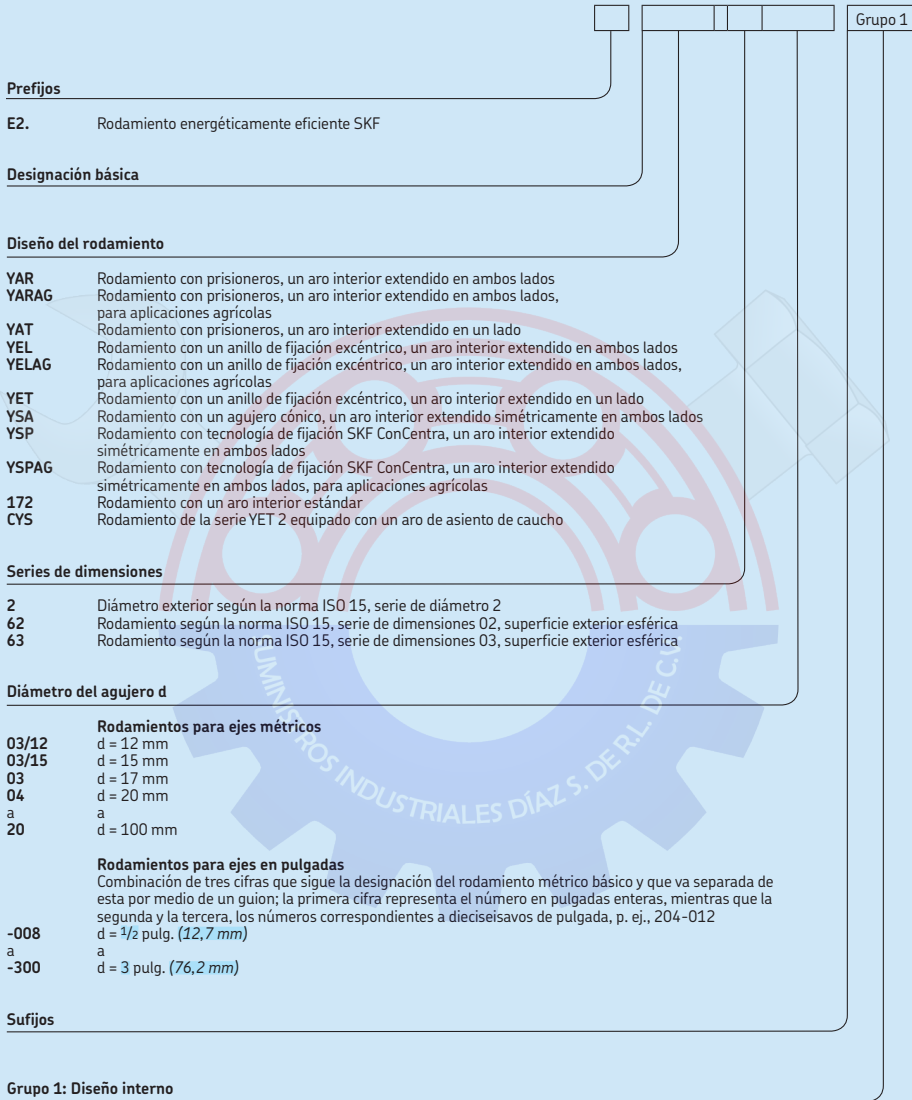 Grupo 1
Prefijos
E2. Rodamiento energéticamente eficiente SKF
Designación básica
Diseño del rodamiento
YAR Rodamiento con prisioneros, un aro interior extendido en ambos lados
YARAG Rodamiento con prisioneros, un aro interior extendido en ambos lados,
para aplicaciones agrícolas
YAT Rodamiento con prisioneros, un aro interior extendido en un lado
YEL Rodamiento con un anillo de fijación excéntrico, un aro interior extendido en ambos lados
YELAG Rodamiento con un anillo de fijación excéntrico, un aro interior extendido en ambos lados,
para aplicaciones agrícolas
YET Rodamiento con un anillo de fijación excéntrico, un aro interior extendido en un lado
YSA Rodamiento con un agujero cónico, un aro interior extendido simétricamente en ambos lados
YSP Rodamiento con tecnología de fijación SKF ConCentra, un aro interior extendido
simétricamente en ambos lados
YSPAG Rodamiento con tecnología de fijación SKF ConCentra, un aro interior extendido
simétricamente en ambos lados, para aplicaciones agrícolas
172 Rodamiento con un aro interior estándar
CYS Rodamiento de la serie YET 2 equipado con un aro de asiento de caucho
Series de dimensiones
2 Diámetro exterior según la norma ISO 15, serie de diámetro 2
62 Rodamiento según la norma ISO 15, serie de dimensiones 02, superficie exterior esférica
63 Rodamiento según la norma ISO 15, serie de dimensiones 03, superficie exterior esférica
Diámetro del agujero d
Rodamientos para ejes métricos
03/12 d = 12 mm
03/15 d = 15 mm
03 d = 17 mm
04 d = 20 mm
a a
20 d = 100 mm
Rodamientos para ejes en pulgadas
Combinación de tres cifras que sigue la designación del rodamiento métrico básico y que va separada de
esta por medio de un guion; la primera cifra representa el número en pulgadas enteras, mientras que la
segunda y la tercera, los números correspondientes a dieciseisavos de pulgada, p. ej., 204-012
-008 d = 1/2 pulg. (12,7 mm)
a a
-300 d = 3 pulg. (76,2 mm)
Sufijos
Grupo 1: Diseño interno
SUMINISTROS INDUSTRIALES DÍAZ S. DE R.L. DE C.V.